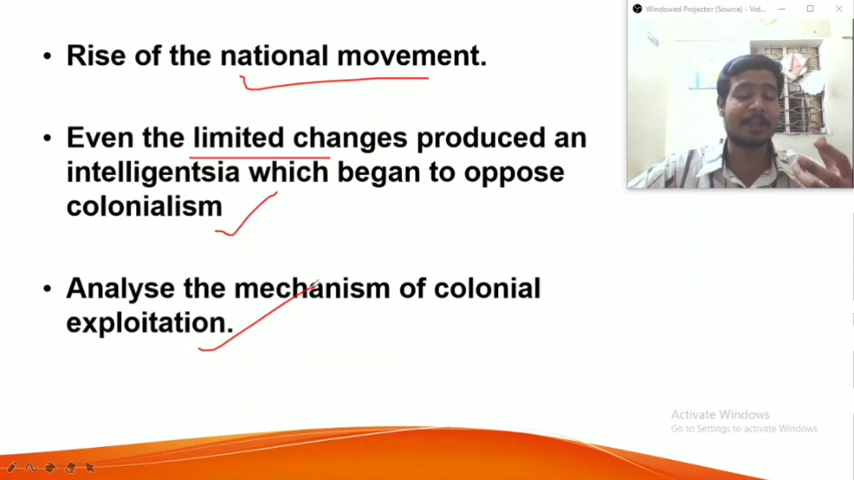 Windowed Projector (Source) - Vid...
• Rise of the national movement.
• Even the limited changes produced an
intelligentsia which began to oppose
colonialism
• Analyse the mechanism of colonial
exploitation.
Activate Windows
Go to Settings to activate Windows.